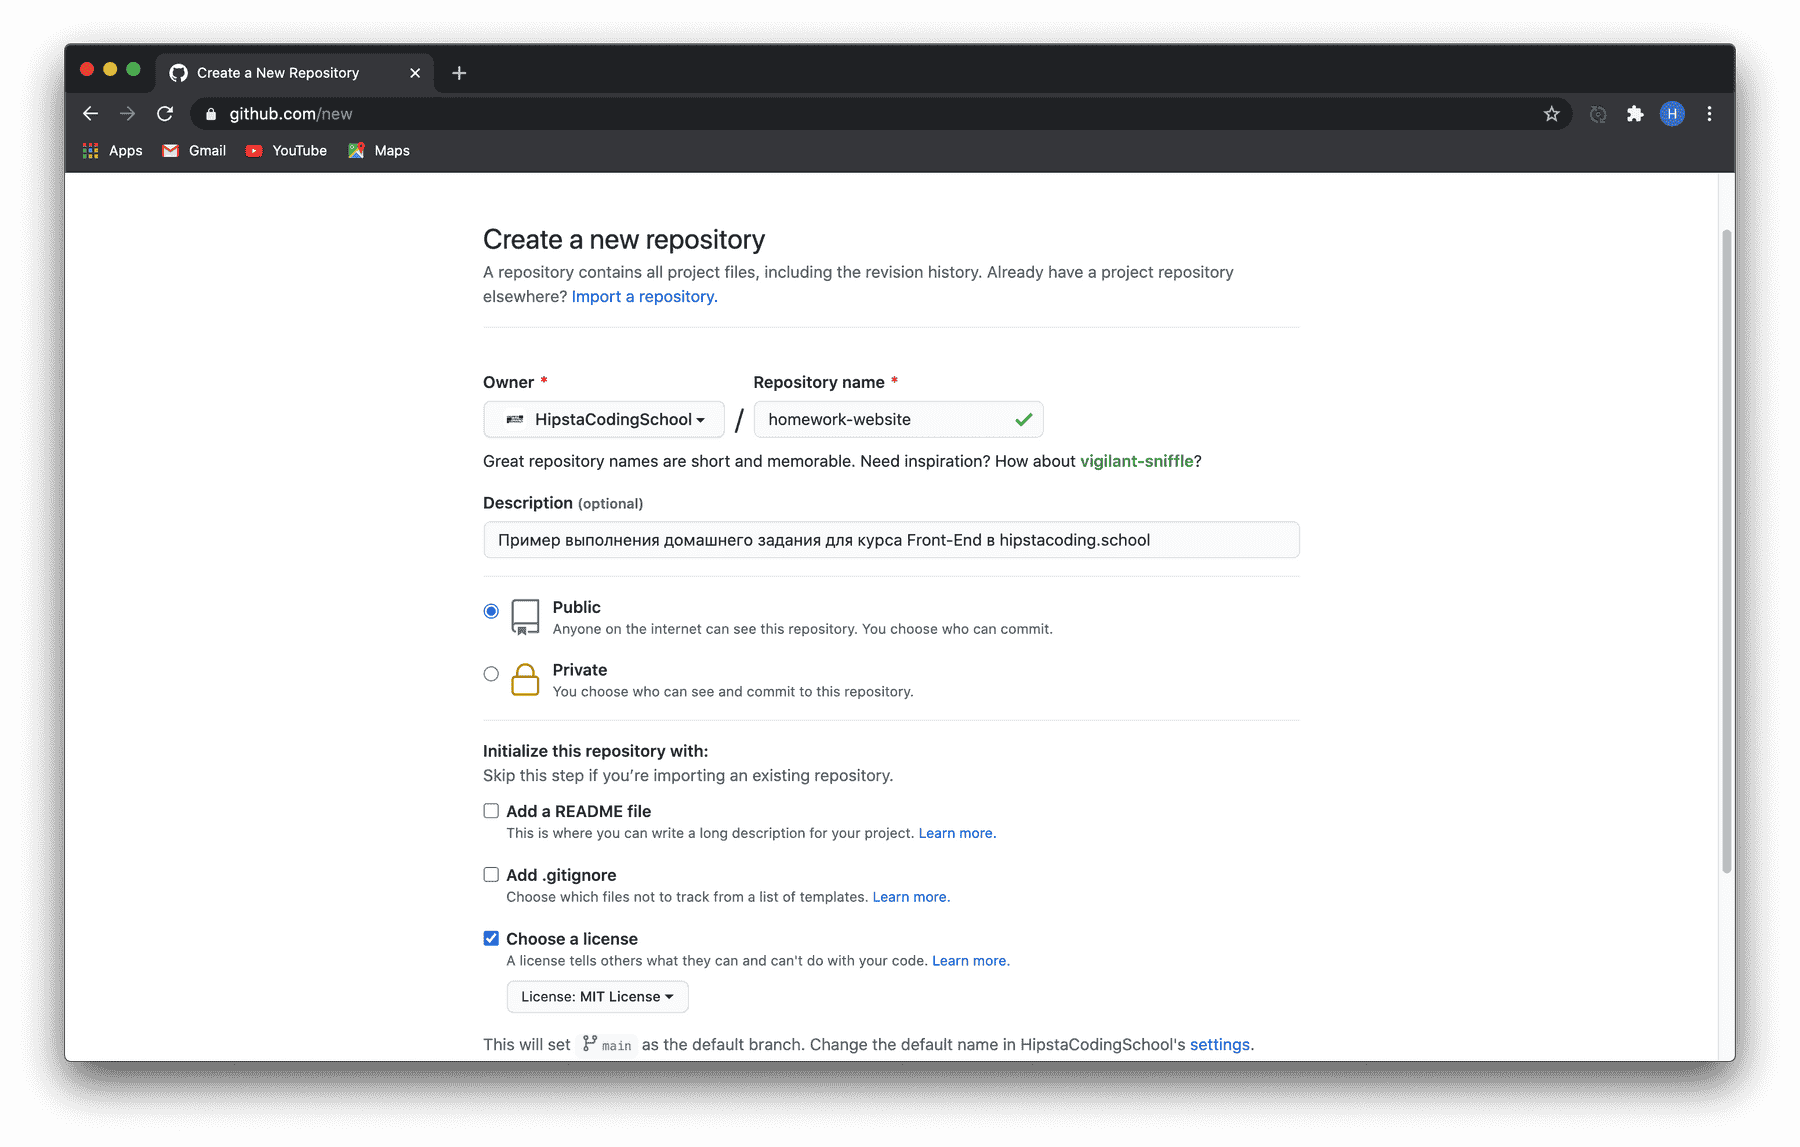 Create a New Repository
github.com/new
H
Apps Gmail YouTube Maps
Create a new repository
A repository contains all project files, including the revision history. Already have a project repository
elsewhere? Import a repository.
Owner * Repository name *
HipstaCodingSchool / homework-website
Great repository names are short and memorable. Need inspiration? How about vigilant-sniffle?
Description (optional)
Пример выполнения домашнего задания для курса Front-End в hipstacoding.school
Public
Anyone on the internet can see this repository. You choose who can commit.
Private
You choose who can see and commit to this repository.
Initialize this repository with:
Skip this step if you’re importing an existing repository.
Add a README file
This is where you can write a long description for your project. Learn more.
Add .gitignore
Choose which files not to track from a list of templates. Learn more.
Choose a license
A license tells others what they can and can't do with your code. Learn more.
License: MIT License
This will set main as the default branch. Change the default name in HipstaCodingSchool's settings.